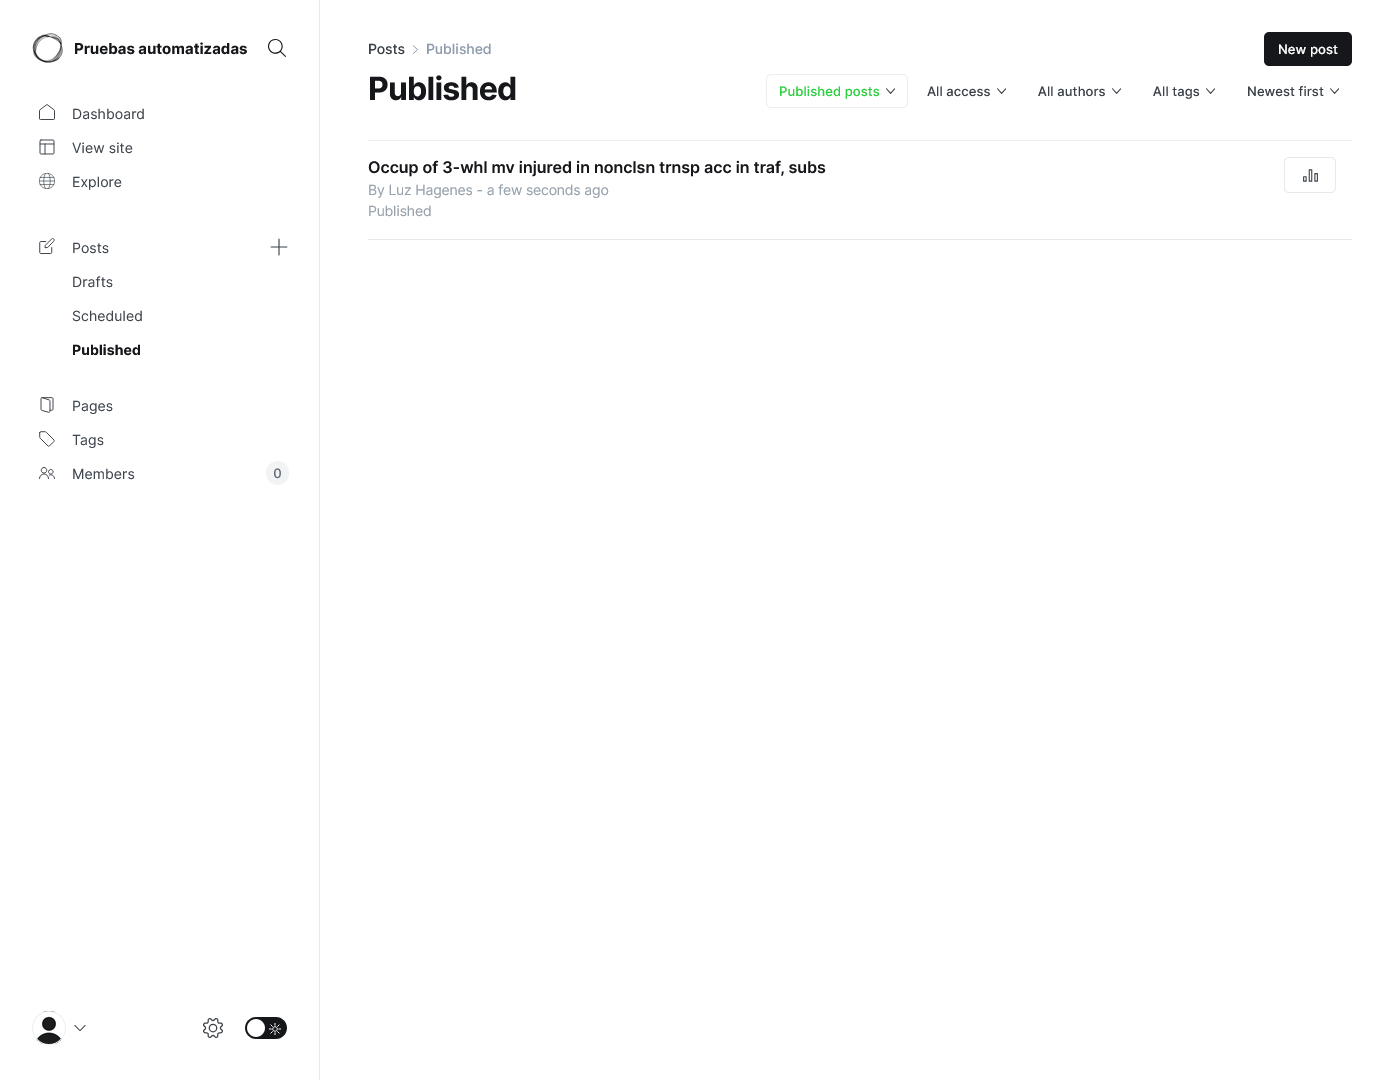 Pruebas automatizadas
Dashboard
View site
Explore
Posts
Drafts
Scheduled
Published
Pages
Tags
Members
0
Posts
Published
New post
Published
Published posts
All access
All authors
All tags
Newest first
Occup of 3-whl mv injured in nonclsn trnsp acc in traf, subs
By Luz Hagenes - a few seconds ago
Published